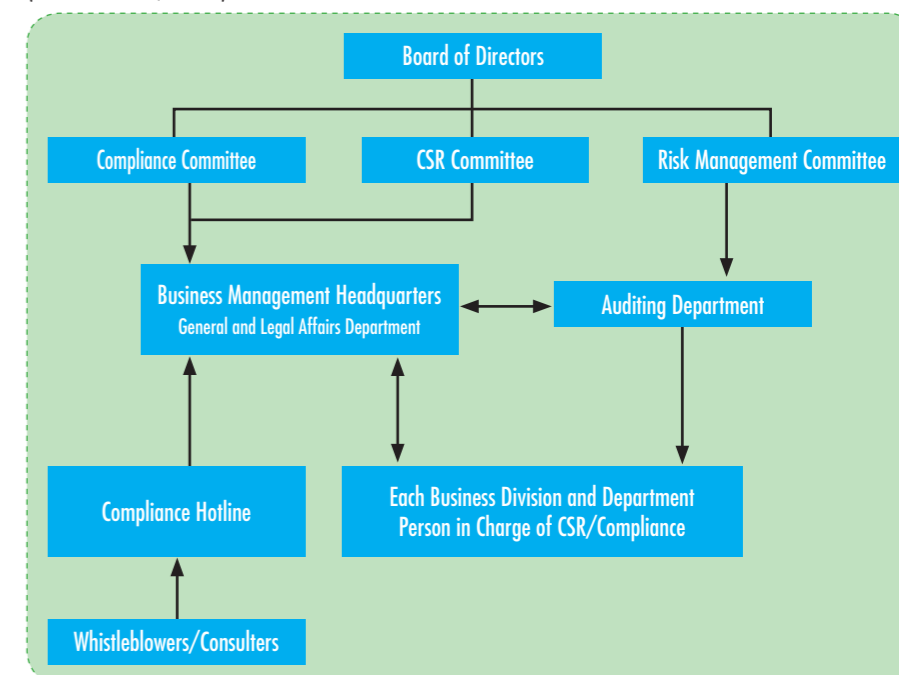 Board of Directors
Compliance Committee
CSR Committee
Risk Management Committee
Business Management Headquarters
General and Legal Affairs Department
Auditing Department
Compliance Hotline
Each Business Division and Department
Person in Charge of CSR/Compliance
Whistleblowers/Consulters